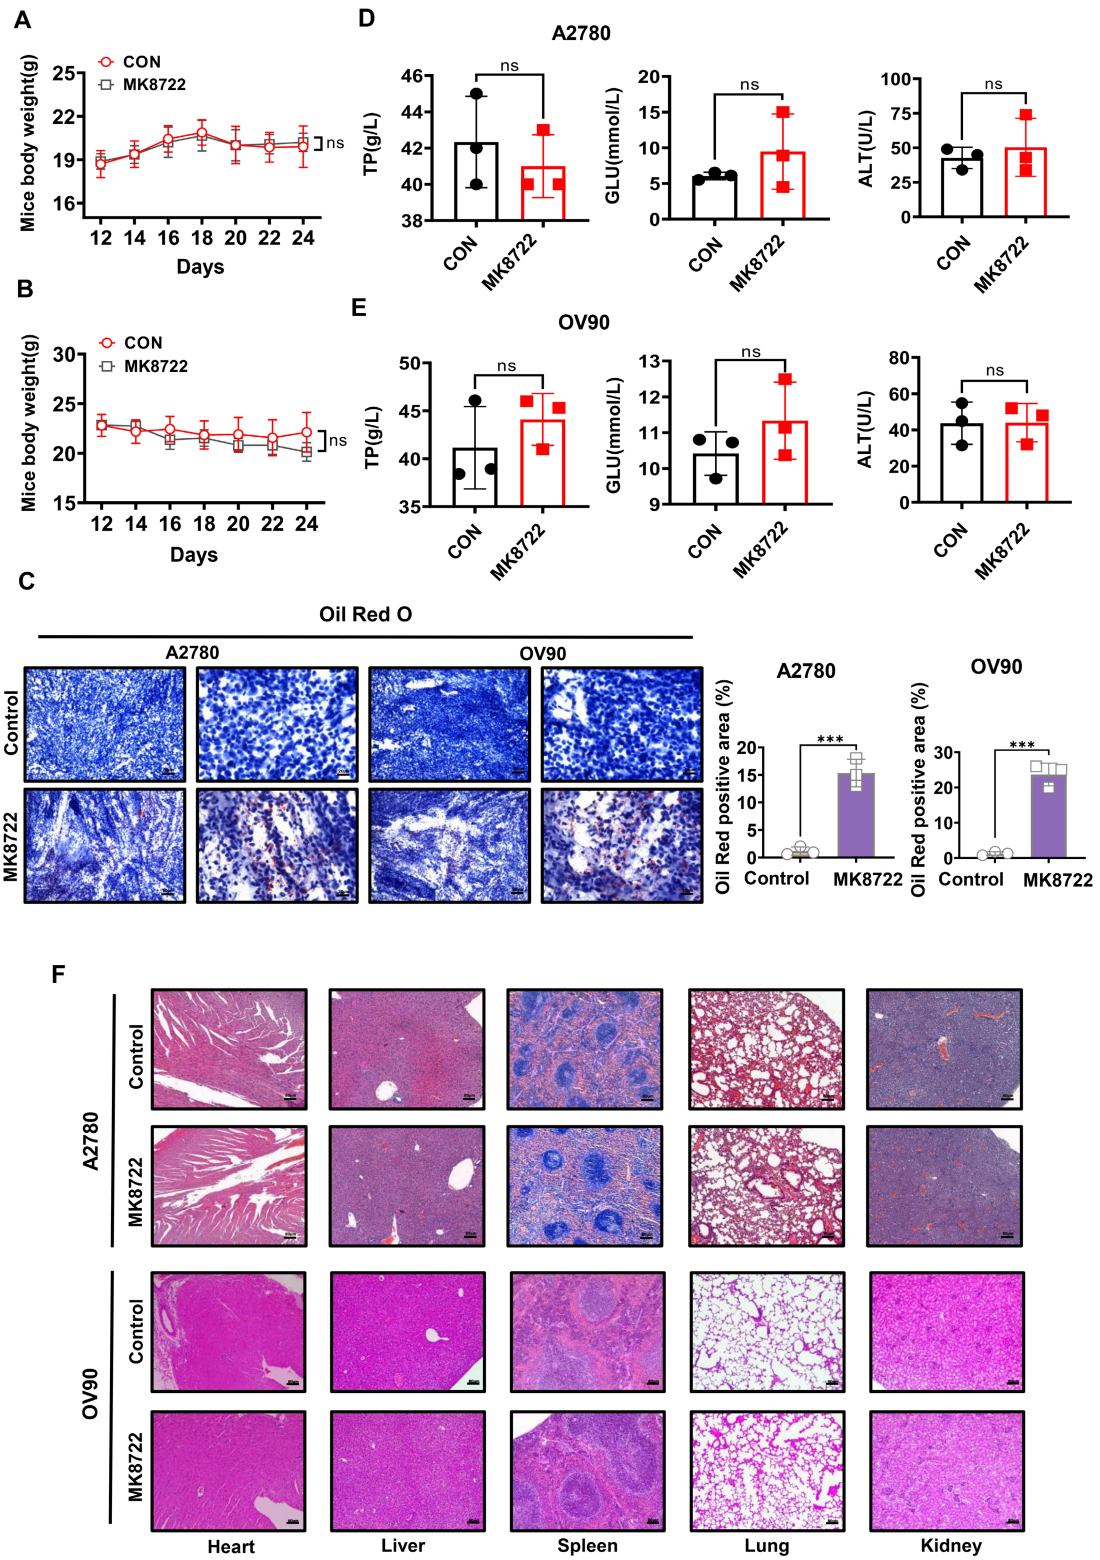 A
CON
MK8722
Mice body weight(g)
25
22
19
16
ns
12 14 16 18 20 22 24
Days
B
CON
MK8722
Mice body weight(g)
30
25
20
15
ns
12 14 16 18 20 22 24
Days
D
A2780
TP(g/L)
46
44
42
40
38
ns
CON
MK8722
GLU(mmol/L)
20
15
10
5
0
ns
CON
MK8722
ALT(U/L)
100
75
50
25
0
ns
CON
MK8722
E
OV90
TP(g/L)
50
45
40
35
ns
CON
MK8722
GLU(mmol/L)
13
12
11
10
9
ns
CON
MK8722
ALT(U/L)
80
60
40
20
0
ns
CON
MK8722
C
Oil Red O
A2780 OV90
Control
MK8722
A2780
Oil Red positive area (%)
20
15
10
5
0
***
Control MK8722
OV90
Oil Red positive area (%)
30
20
10
0
***
Control MK8722
F
A2780
Control
MK8722
OV90
Control
MK8722
Heart Liver Spleen Lung Kidney